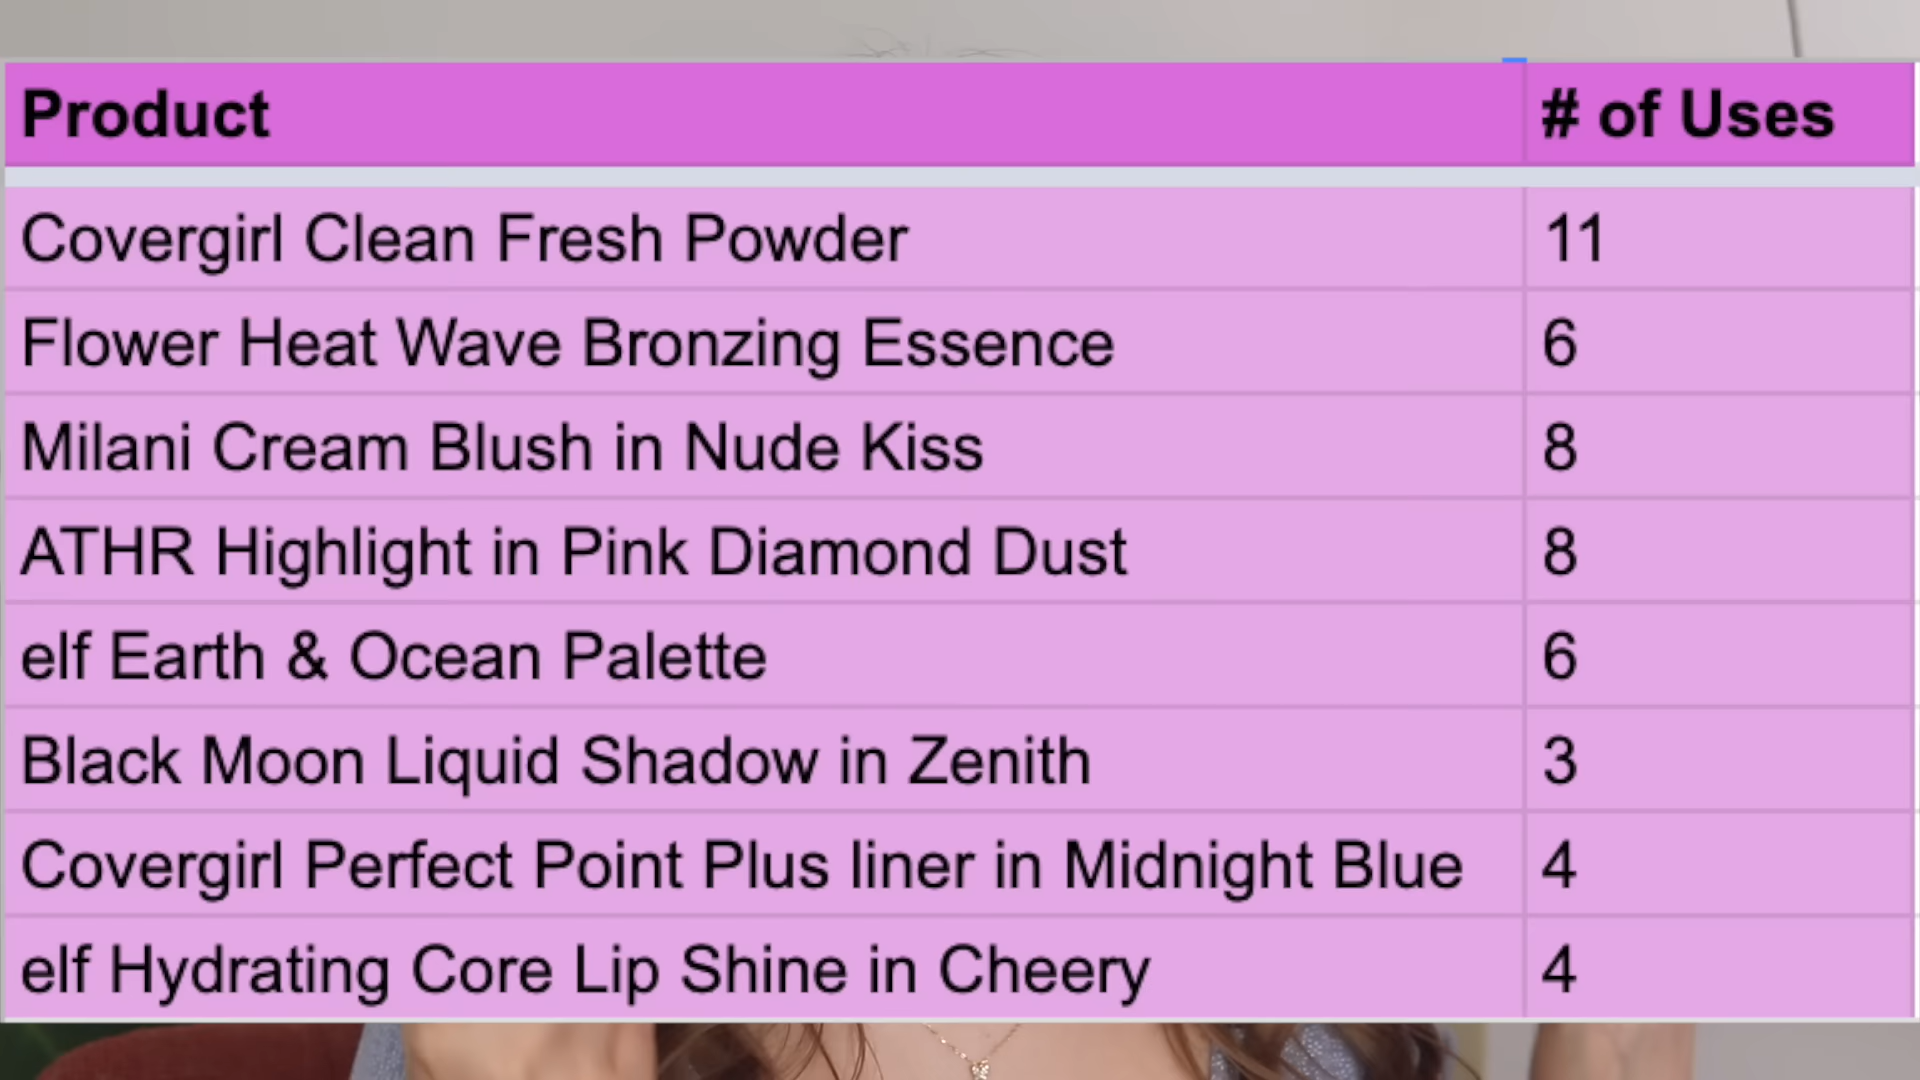 Product # of Uses
Covergirl Clean Fresh Powder 11
Flower Heat Wave Bronzing Essence 6
Milani Cream Blush in Nude Kiss 8
ATHR Highlight in Pink Diamond Dust 8
elf Earth & Ocean Palette 6
Black Moon Liquid Shadow in Zenith 3
Covergirl Perfect Point Plus liner in Midnight Blue 4
elf Hydrating Core Lip Shine in Cheery 4